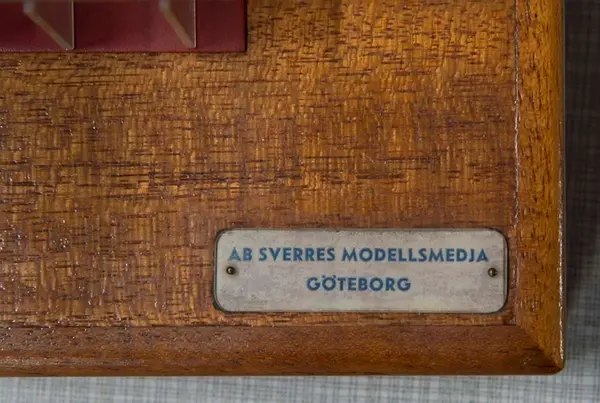 AB SVERRES MODELLSMEDJA
GÖTEBORG